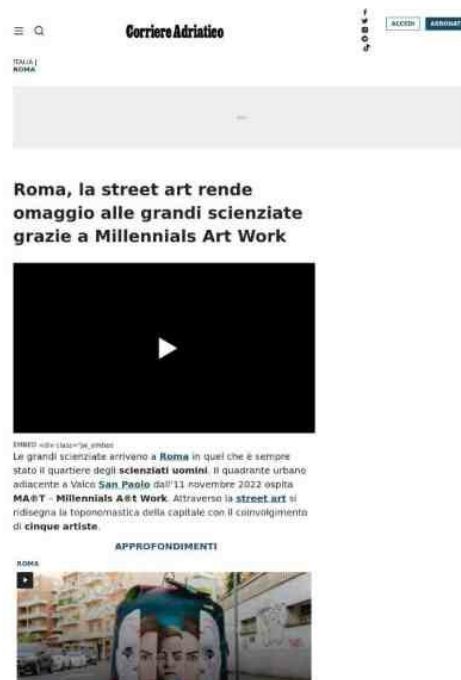 Corriere Adriatico
ACCEDI
ABBONATI
ITALIA |
ROMA
Roma, la street art rende
omaggio alle grandi scienziate
grazie a Millennials Art Work
EMBED <div class="jw_embed
Le grandi scienziate arrivano a Roma in quel che è sempre
stato il quartiere degli scienziati uomini. Il quadrante urbano
adiacente a Valco San Paolo dall'11 novembre 2022 ospita
MA®T - Millennials A®t Work. Attraverso la street art si
ridisegna la toponomastica della capitale con il coinvolgimento
di cinque artiste.
APPROFONDIMENTI
ROMA